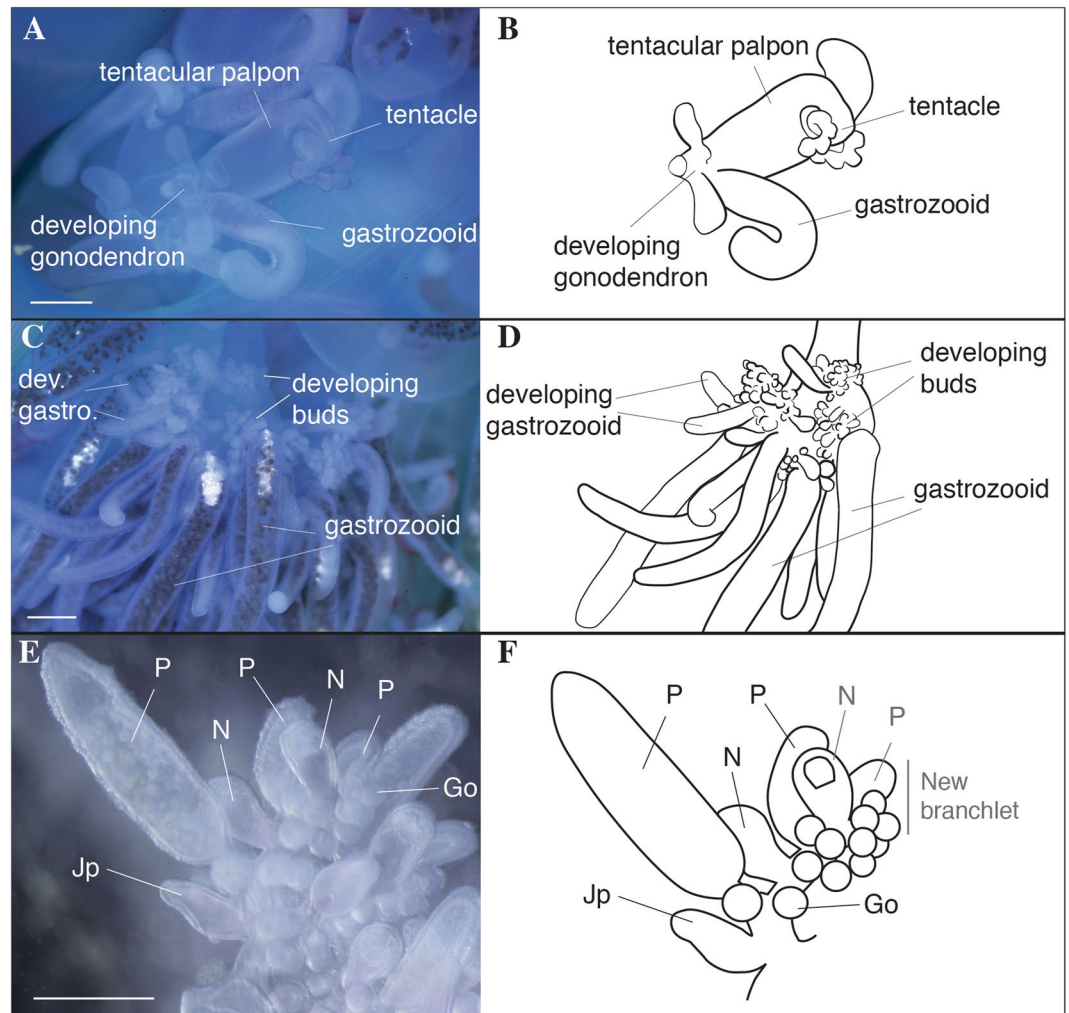 A
tentacular palpon
tentacle
developing
gonodendron
gastrozooid
B
tentacular palpon
tentacle
gastrozooid
developing
gonodendron
C
dev.
gastro.
developing
buds
gastrozooid
D
developing
gastrozooid
developing
buds
gastrozooid
E
P
P
N
P
N
Go
Jp
F
P
P
N
P
N
New
branchlet
Jp
Go